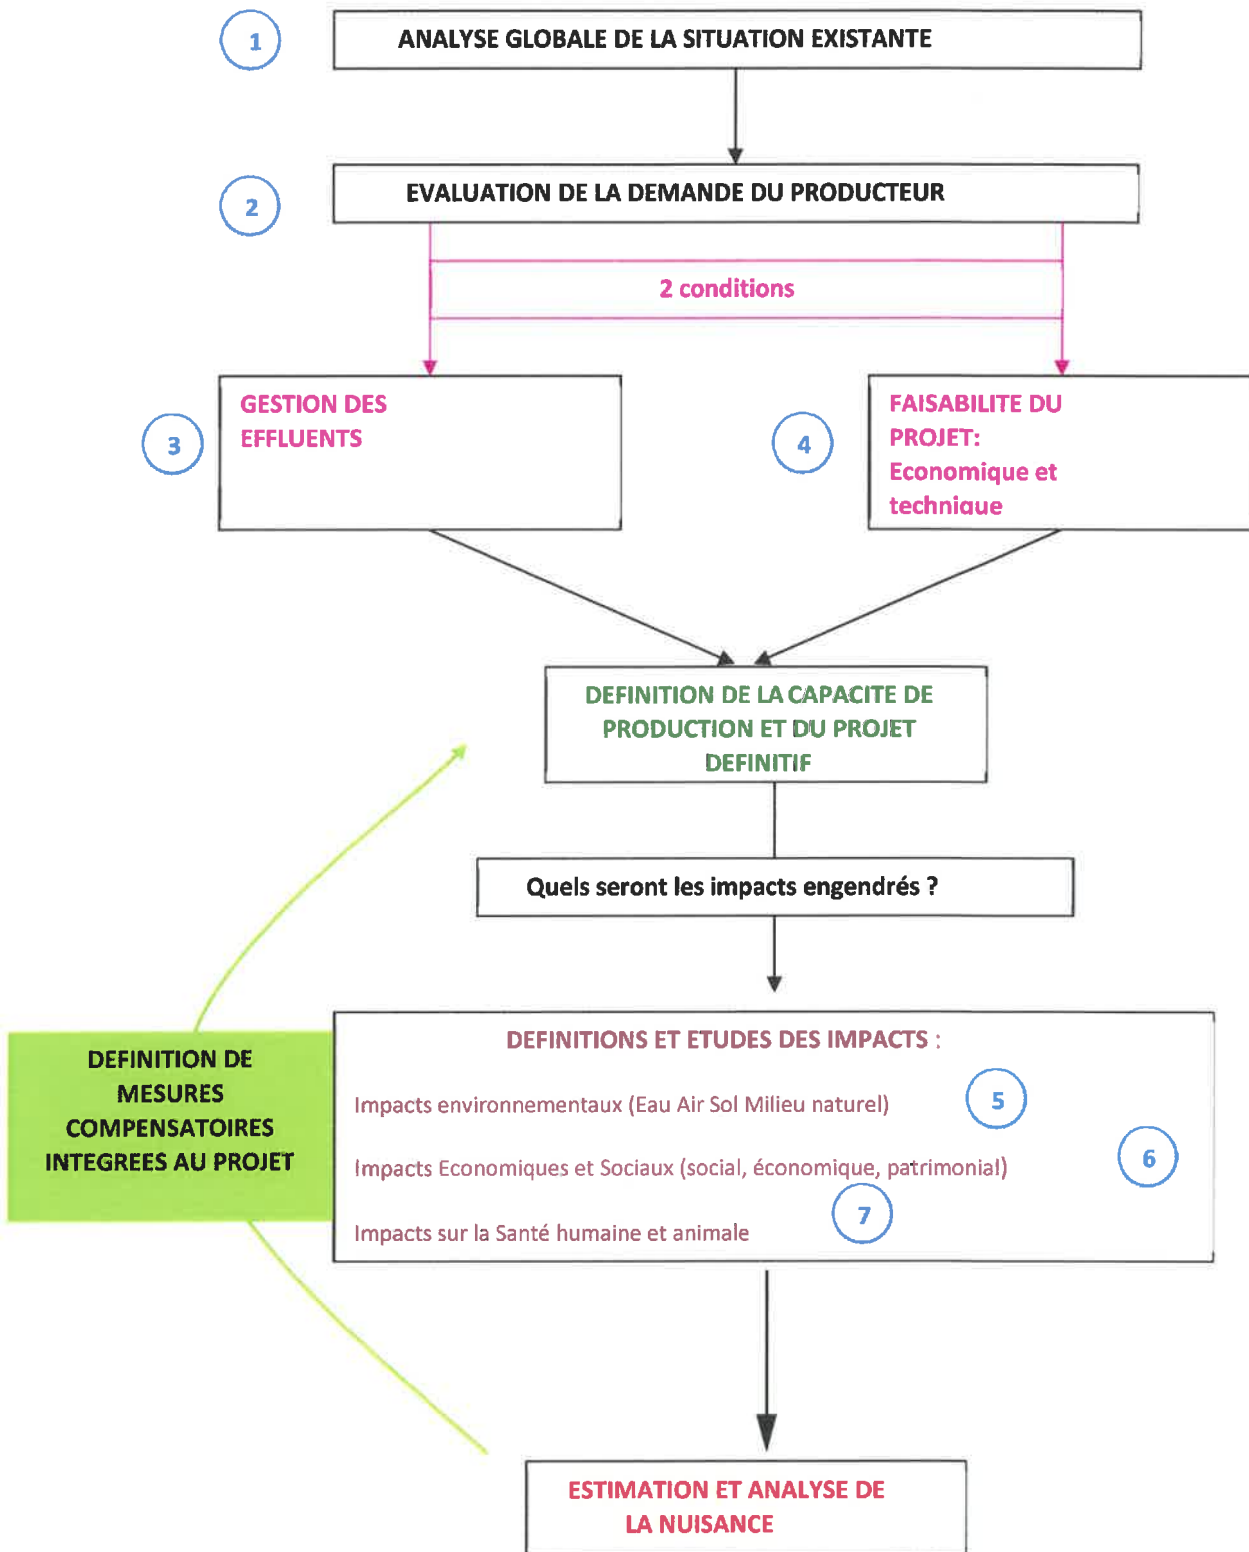 1
ANALYSE GLOBALE DE LA SITUATION EXISTANTE
2
EVALUATION DE LA DEMANDE DU PRODUCTEUR
2 conditions
3
GESTION DES
EFFLUENTS
4
FAISABILITE DU
PROJET:
Economique et
technique
DEFINITION DE LA CAPACITE DE
PRODUCTION ET DU PROJET
DEFINITIF
Quels seront les impacts engendrés ?
DEFINITION DE
MESURES
COMPENSATOIRES
INTEGREES AU PROJET
DEFINITIONS ET ETUDES DES IMPACTS :
Impacts environnementaux (Eau Air Sol Milieu naturel)
5
Impacts Economiques et Sociaux (social, économique, patrimonial)
6
Impacts sur la Santé humaine et animale
7
ESTIMATION ET ANALYSE DE
LA NUISANCE